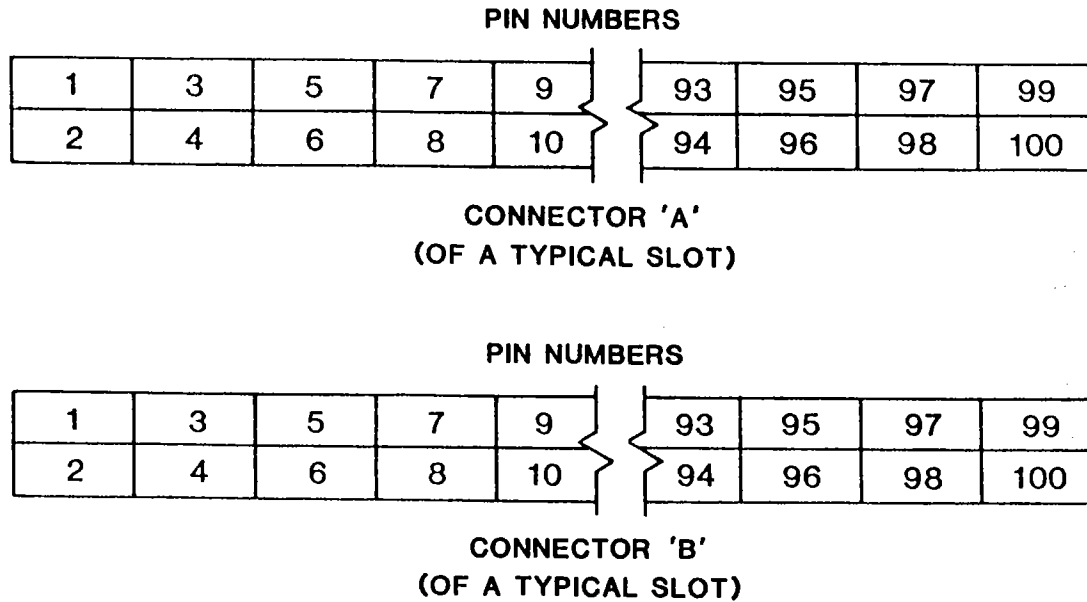 PIN NUMBERS
1 3 5 7 9 93 95 97 99
2 4 6 8 10 94 96 98 100
CONNECTOR 'A'
(OF A TYPICAL SLOT)
PIN NUMBERS
1 3 5 7 9 93 95 97 99
2 4 6 8 10 94 96 98 100
CONNECTOR 'B'
(OF A TYPICAL SLOT)